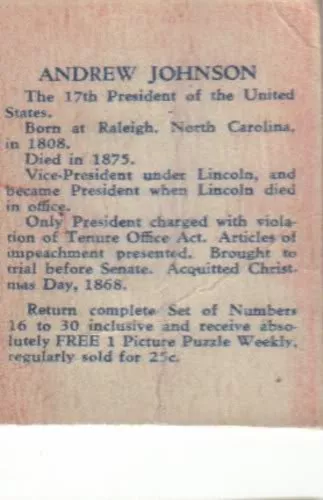 ANDREW JOHNSON
The 17th President of the United
States.
Born at Raleigh, North Carolina,
in 1808.
Died in 1875.
Vice-President under Lincoln, and
became President when Lincoln died
in office.
Only President charged with viola-
tion of Tenure Office Act. Articles of
impeachment presented. Brought to
trial before Senate. Acquitted Christ-
mas Day, 1868.
Return complete Set of Numbers
16 to 30 inclusive and receive abso-
lutely FREE 1 Picture Puzzle Weekly,
regularly sold for 25c.